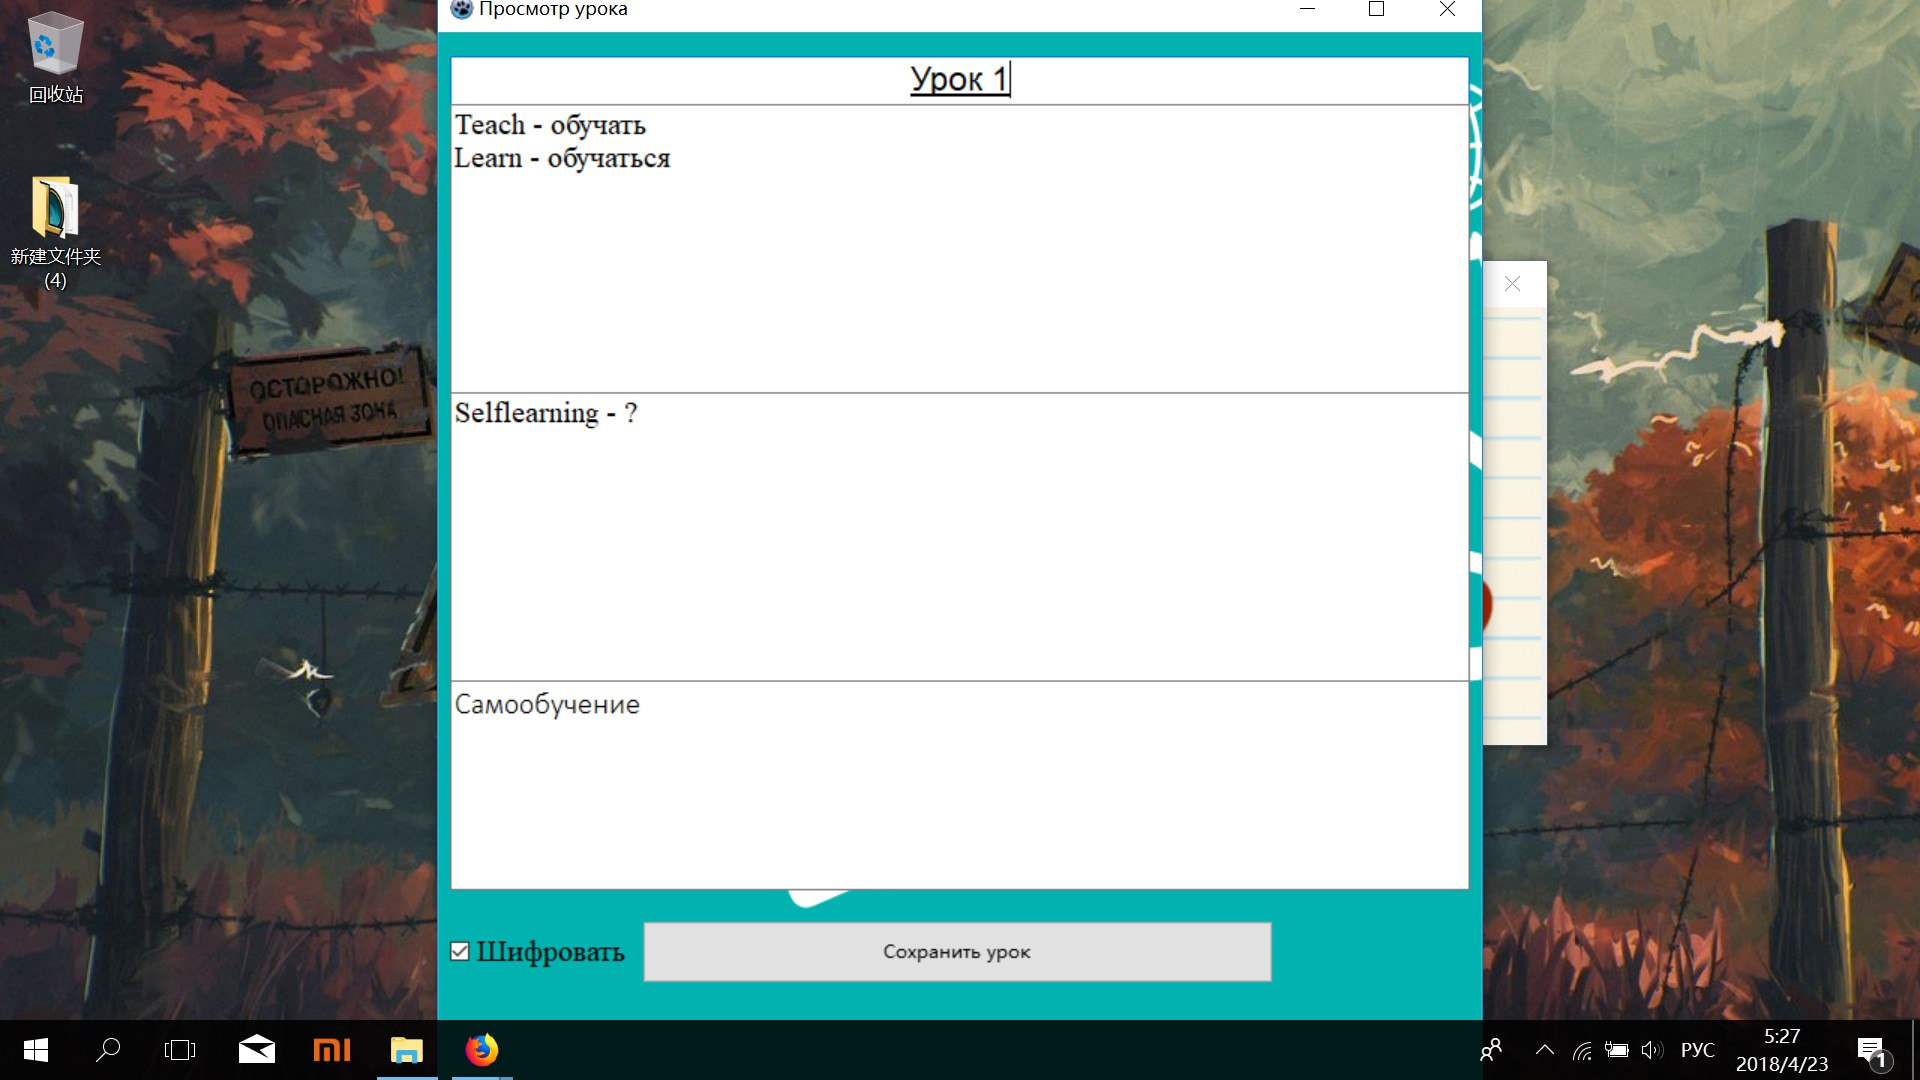 Просмотр урока
回收站
新建文件夹
(4)
Урок 1
Teach - обучать
Learn - обучаться
Selflearning - ?
Самообучение
ОСТОРОЖНО!
ОПАСНАЯ ЗОНА
Шифровать
Сохранить урок
РУС
5:27
2018/4/23
1